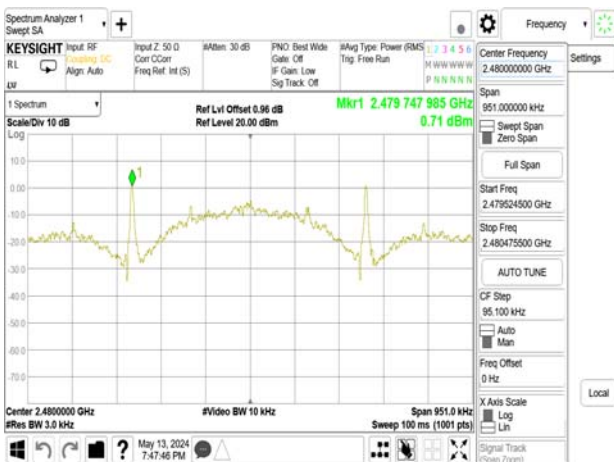 Spectrum Analyzer 1
Swept SA
Frequency
KEYSIGHT
RL
Input: RF
Coupling: DC
Align: Auto
Input Z: 50 Ω
Corr CCorr
Freq Ref: Int (S)
#Atten: 30 dB
PNO: Best Wide
Gate: Off
IF Gain: Low
Sig Track: Off
#Avg Type: Power (RMS
Trig: Free Run
1 2 3 4 5 6
M W W W W W
P N N N N N
1 Spectrum
Scale/Div 10 dB
Ref Lvl Offset 0.96 dB
Ref Level 20.00 dBm
Mkr1 2.479 747 985 GHz
0.71 dBm
Log
10.0
0.00
-10.0
-20.0
-30.0
-40.0
-50.0
-60.0
-70.0
1
Center 2.4800000 GHz
#Res BW 3.0 kHz
#Video BW 10 kHz
Span 951.0 kHz
Sweep 100 ms (1001 pts)
May 13, 2024
7:47:46 PM
Center Frequency
2.480000000 GHz
Span
951.000000 kHz
Swept Span
Zero Span
Full Span
Start Freq
2.479524500 GHz
Stop Freq
2.480475500 GHz
AUTO TUNE
CF Step
95.100 kHz
Auto
Man
Freq Offset
0 Hz
X Axis Scale
Log
Lin
Signal Track
(Span Zoom)
Settings
Local